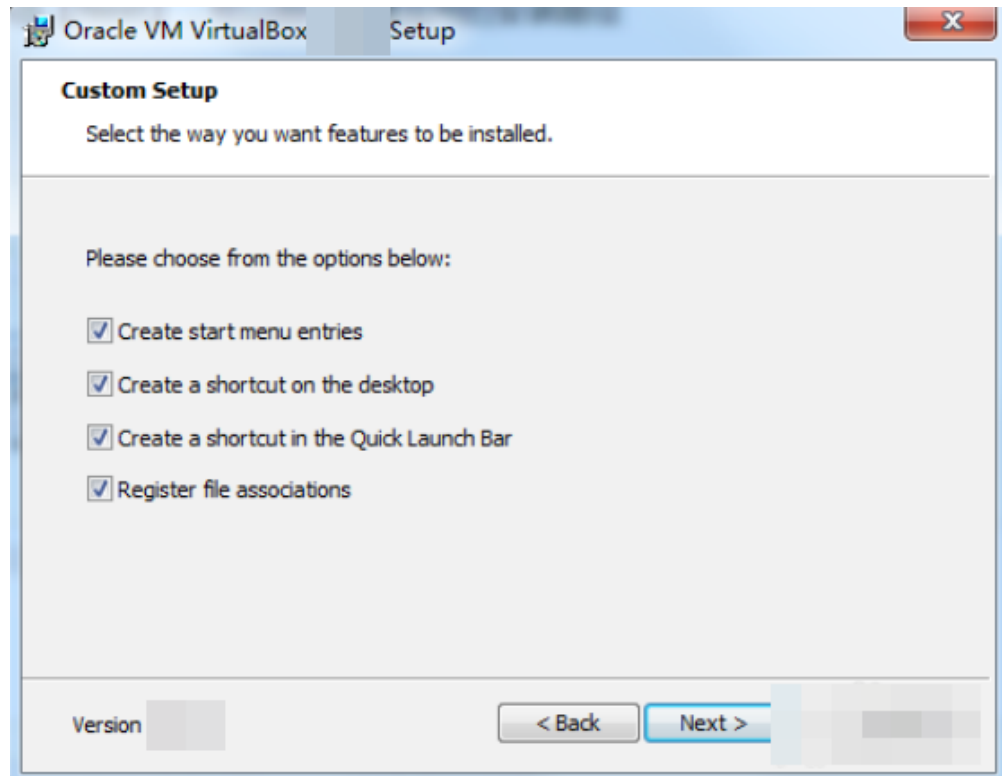 Oracle VM VirtualBox Setup
Custom Setup
Select the way you want features to be installed.
Please choose from the options below:
Create start menu entries
Create a shortcut on the desktop
Create a shortcut in the Quick Launch Bar
Register file associations
Version
< Back Next >